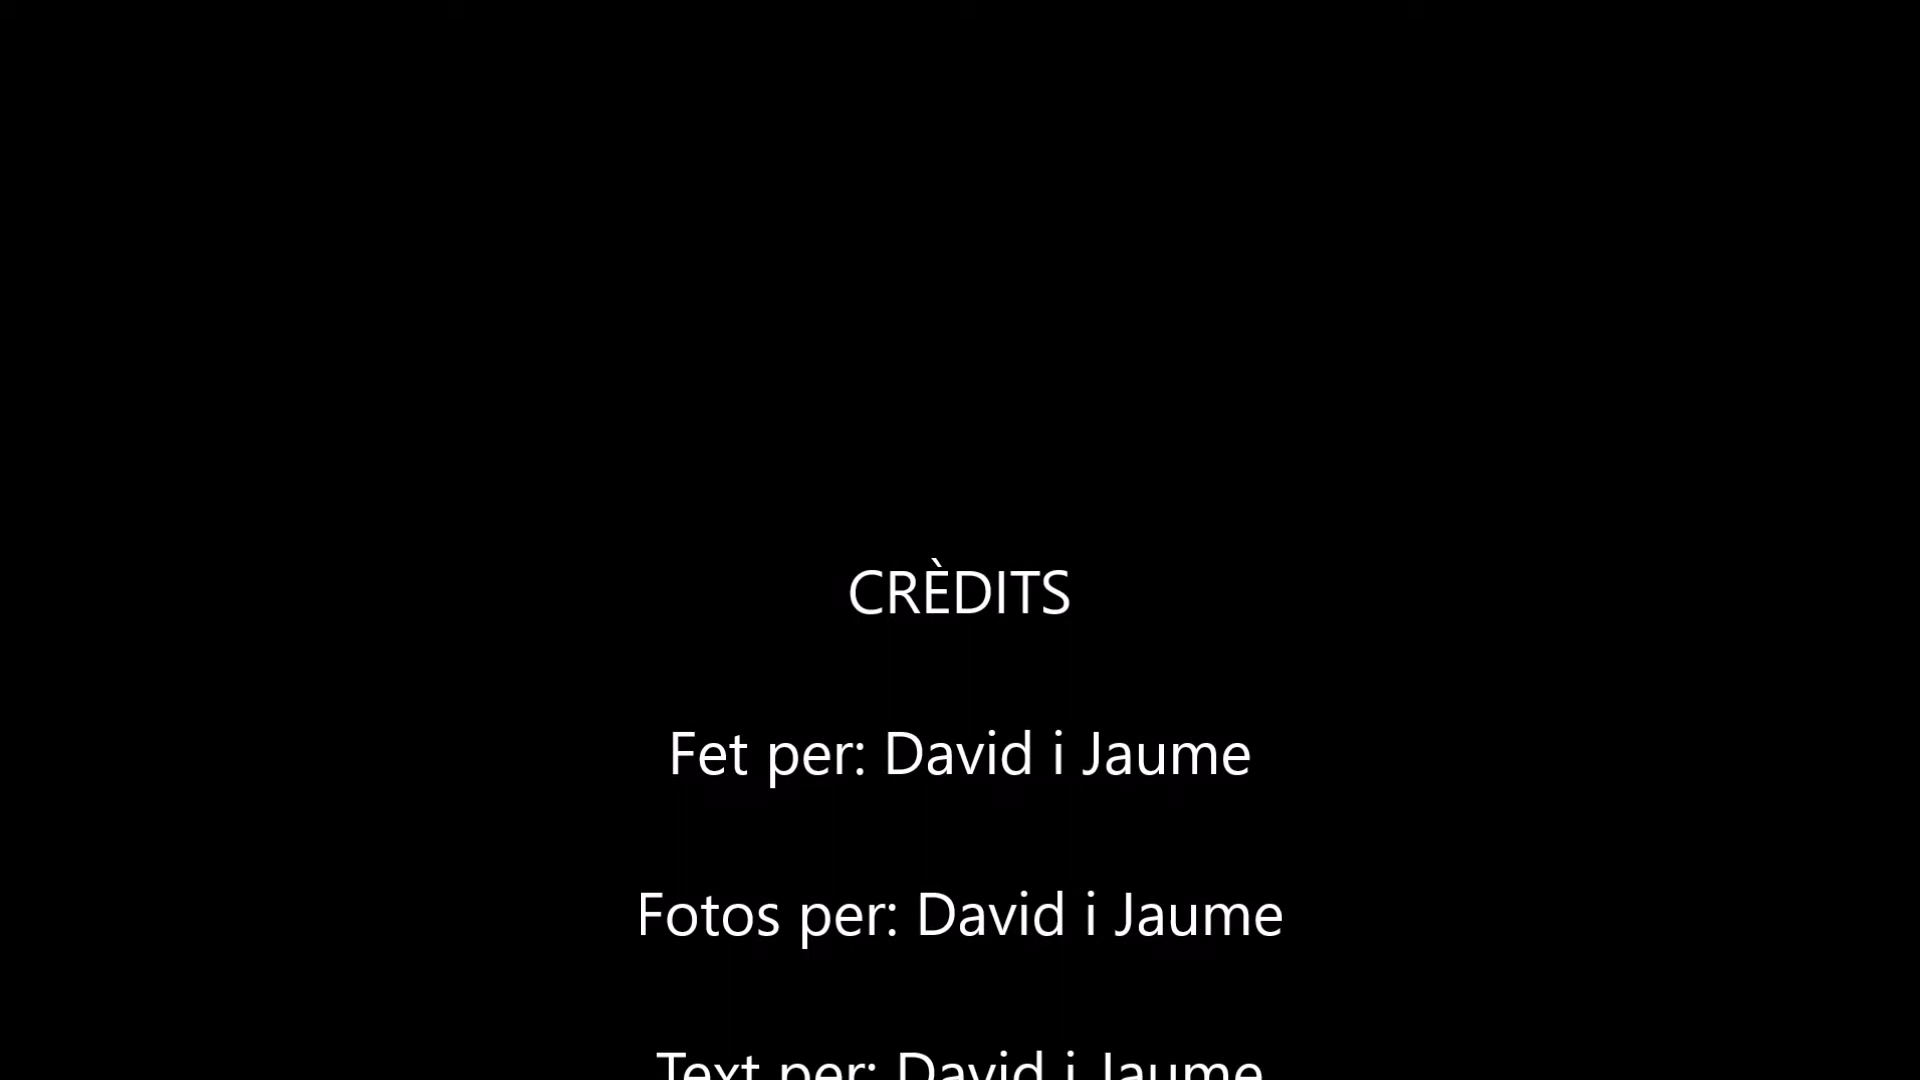 CRÈDITS
Fet per: David i Jaume
Fotos per: David i Jaume
Text per: David i Jaume